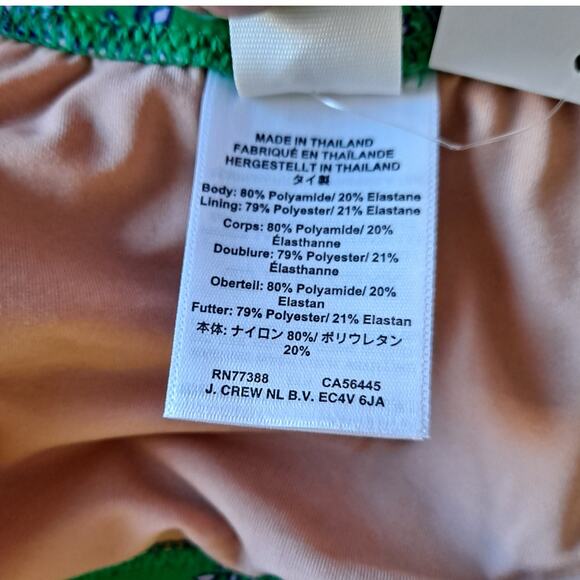 MADE IN THAILAND
FABRIQUÉ EN THAÏLANDE
HERGESTELLT IN THAILAND
タイ製
Body: 80% Polyamide/ 20% Elastane
Lining: 79% Polyester/ 21% Elastane
Corps: 80% Polyamide/ 20%
Élasthanne
Doublure: 79% Polyester/ 21%
Élasthanne
Oberteil: 80% Polyamide/ 20%
Elastan
Futter: 79% Polyester/ 21% Elastan
本体: ナイロン 80%/ ポリウレタン
20%
RN77388 CA56445
J. CREW NL B.V. EC4V 6JA